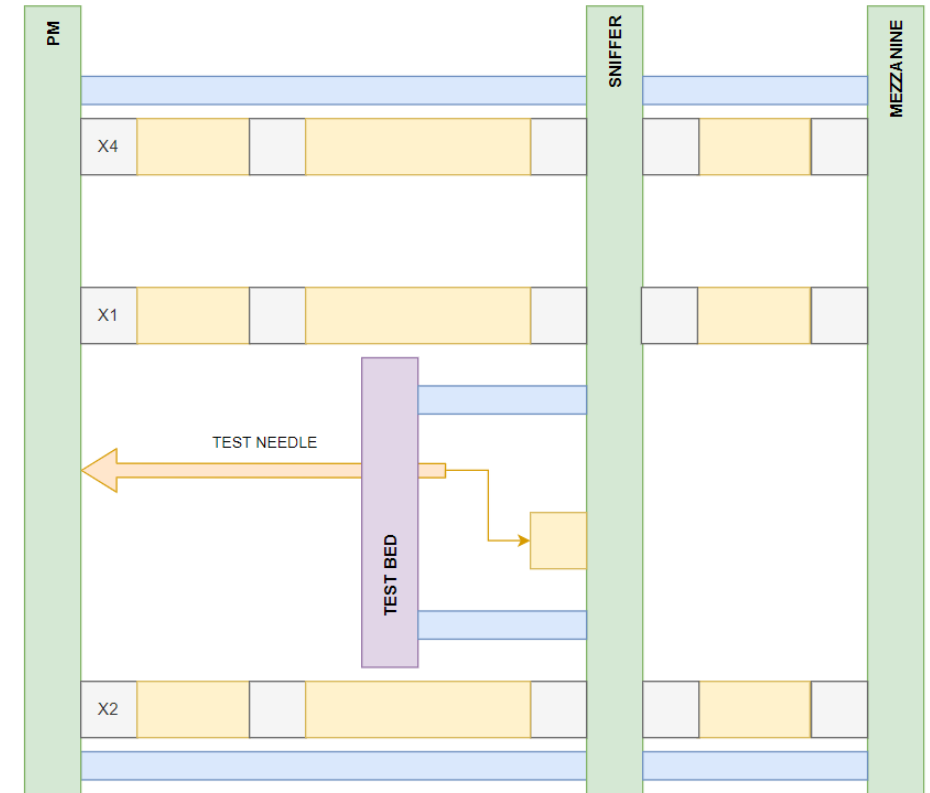 PM
SNIFFER
MEZZANINE
X4
X1
TEST NEEDLE
TEST BED
X2